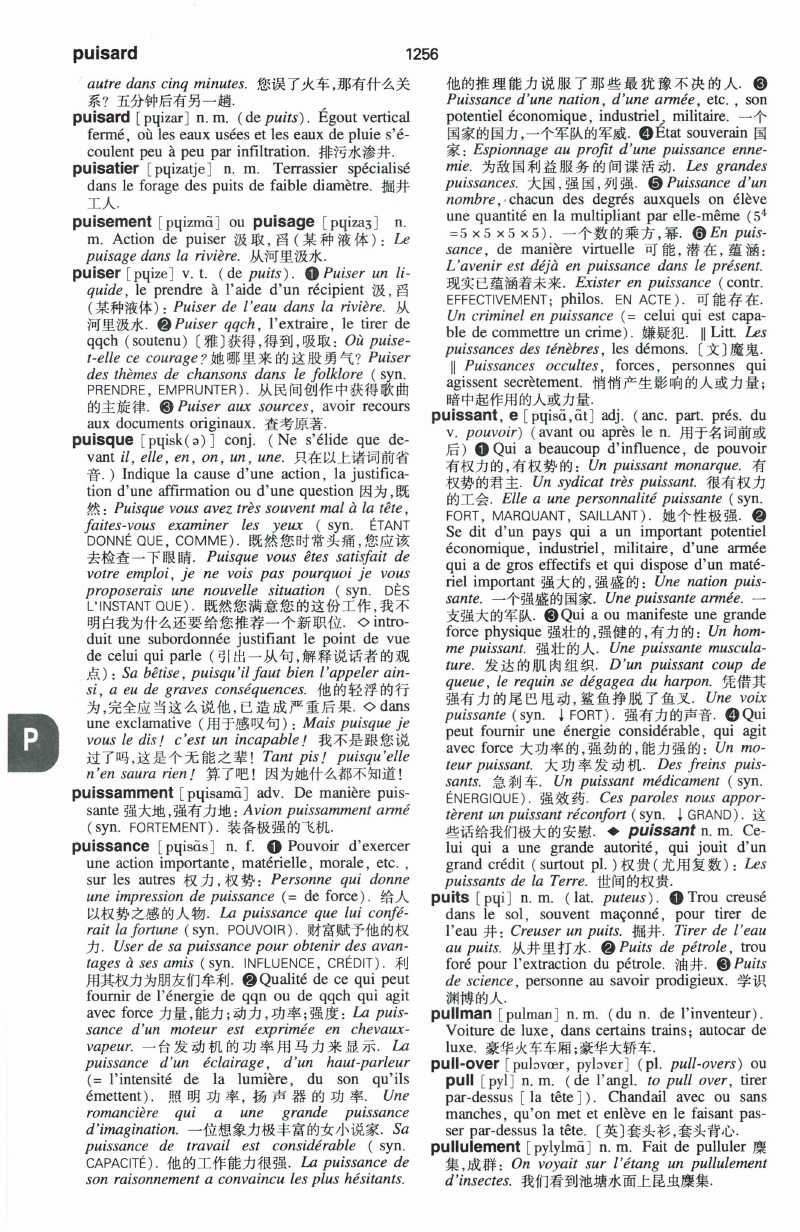 puisard
1256
autre dans cinq minutes. 您误了火车,那有什么关
系? 五分钟后有另一趟.
puisard [pɥizar] n. m. (de puits). Égout vertical
fermé, où les eaux usées et les eaux de pluie s'é-
coulent peu à peu par infiltration. 排污水渗井.
puisatier [pɥizatje] n. m. Terrassier spécialisé
dans le forage des puits de faible diamètre. 掘井
工人.
puisement [pɥizmɑ̃] ou puisage [pɥizaʒ] n.
m. Action de puiser 汲取, 舀(某种液体): Le
puisage dans la rivière. 从河里汲水.
puiser [pɥize] v. t. (de puits). ❶ Puiser un li-
quide, le prendre à l'aide d'un récipient 汲,舀
(某种液体): Puiser de l'eau dans la rivière. 从
河里汲水. ❷ Puiser qqch, l'extraire, le tirer de
qqch (soutenu) 〔雅〕获得,得到,吸取: Où puise-
t-elle ce courage? 她哪里来的这股勇气? Puiser
des thèmes de chansons dans le folklore (syn.
PRENDRE, EMPRUNTER). 从民间创作中获得歌曲
的主旋律. ❸ Puiser aux sources, avoir recours
aux documents originaux. 查考原著.
puisque [pɥisk(ə)] conj. (Ne s'élide que de-
vant il, elle, en, on, un, une. 只在以上诸词前省
音.) Indique la cause d'une action, la justifica-
tion d'une affirmation ou d'une question 因为,既
然: Puisque vous avez très souvent mal à la tête,
faites-vous examiner les yeux ( syn. ÉTANT
DONNÉ QUE, COMME). 既然您时常头痛,您应该
去检查一下眼睛. Puisque vous êtes satisfait de
votre emploi, je ne vois pas pourquoi je vous
proposerais une nouvelle situation ( syn. DÈS
L'INSTANT QUE). 既然您满意您的这份工作,我不
明白我为什么还要给您推荐一个新职位. ◇ intro-
duit une subordonnée justifiant le point de vue
de celui qui parle (引出一从句,解释说话者的观
点): Sa bêtise, puisqu'il faut bien l'appeler ain-
si, a eu de graves conséquences. 他的轻浮的行
为,完全应当这么说他,已造成严重后果. ◇ dans
une exclamative (用于感叹句): Mais puisque je
vous le dis! c'est un incapable! 我不是跟您说
过了吗,这是个无能之辈! Tant pis! puisqu'elle
n'en saura rien! 算了吧! 因为她什么都不知道!
puissamment [pɥisamɑ̃] adv. De manière puis-
sante 强大地,强有力地: Avion puissamment armé
(syn. FORTEMENT). 装备极强的飞机.
puissance [pɥisɑ̃s] n. f. ❶ Pouvoir d'exercer
une action importante, matérielle, morale, etc. ,
sur les autres 权力,权势: Personne qui donne
une impression de puissance (= de force). 给人
以权势之感的人物. La puissance que lui confé-
rait la fortune (syn. POUVOIR). 财富赋予他的权
力. User de sa puissance pour obtenir des avan-
tages à ses amis (syn. INFLUENCE, CRÉDIT). 利
用其权力为朋友们牟利. ❷ Qualité de ce qui peut
fournir de l'énergie de qqn ou de qqch qui agit
avec force 力量,能力;动力,功率;强度: La puis-
sance d'un moteur est exprimée en chevaux-
vapeur. 一台发动机的功率用马力来显示. La
puissance d'un éclairage, d'un haut-parleur
(= l'intensité de la lumière, du son qu'ils
émettent). 照明功率, 扬声器的功率. Une
romancière qui a une grande puissance
d'imagination. 一位想象力极丰富的女小说家. Sa
puissance de travail est considérable ( syn.
CAPACITÉ). 他的工作能力很强. La puissance de
son raisonnement a convaincu les plus hésitants.
他的推理能力说服了那些最犹豫不决的人. ❸
Puissance d'une nation, d'une armée, etc. , son
potentiel économique, industriel, militaire. 一个
国家的国力,一个军队的军威. ❹ État souverain 国
家: Espionnage au profit d'une puissance enne-
mie. 为敌国利益服务的间谍活动. Les grandes
puissances. 大国,强国,列强. ❺ Puissance d'un
nombre, chacun des degrés auxquels on élève
une quantité en la multipliant par elle-même (5⁴
=5×5×5×5). 一个数的乘方,幂. ❻ En puis-
sance, de manière virtuelle 可能,潜在,蕴涵:
L'avenir est déjà en puissance dans le présent.
现实已蕴涵着未来. Exister en puissance (contr.
EFFECTIVEMENT; philos. EN ACTE). 可能存在.
Un criminel en puissance (= celui qui est capa-
ble de commettre un crime). 嫌疑犯. ‖ Litt. Les
puissances des ténèbres, les démons. 〔文〕魔鬼.
‖ Puissances occultes, forces, personnes qui
agissent secrètement. 悄悄产生影响的人或力量;
暗中起作用的人或力量.
puissant, e [pɥisɑ̃,ɑ̃t] adj. (anc. part. prés. du
v. pouvoir) (avant ou après le n. 用于名词前或
后) ❶ Qui a beaucoup d'influence, de pouvoir
有权力的,有权势的: Un puissant monarque. 有
权势的君主. Un sydicat très puissant. 很有权力
的工会. Elle a une personnalité puissante (syn.
FORT, MARQUANT, SAILLANT). 她个性极强. ❷
Se dit d'un pays qui a un important potentiel
économique, industriel, militaire, d'une armée
qui a de gros effectifs et qui dispose d'un maté-
riel important 强大的,强盛的: Une nation puis-
sante. 一个强盛的国家. Une puissante armée. 一
支强大的军队. ❸ Qui a ou manifeste une grande
force physique 强壮的,强健的,有力的: Un hom-
me puissant. 强壮的人. Une puissante muscula-
ture. 发达的肌肉组织. D'un puissant coup de
queue, le requin se dégagea du harpon. 凭借其
强有力的尾巴甩动,鲨鱼挣脱了鱼叉. Une voix
puissante (syn. ↓FORT). 强有力的声音. ❹ Qui
peut fournir une énergie considérable, qui agit
avec force 大功率的,强劲的,能力强的: Un mo-
teur puissant. 大功率发动机. Des freins puis-
sants. 急刹车. Un puissant médicament ( syn.
ÉNERGIQUE). 强效药. Ces paroles nous appor-
tèrent un puissant réconfort (syn. ↓GRAND). 这
些话给我们极大的安慰. ◆ puissant n. m. Ce-
lui qui a une grande autorité, qui jouit d'un
grand crédit (surtout pl.)权贵(尤用复数): Les
puissants de la Terre. 世间的权贵.
puits [pɥi] n. m. (lat. puteus). ❶ Trou creusé
dans le sol, souvent maçonné, pour tirer de
l'eau 井: Creuser un puits. 掘井. Tirer de l'eau
au puits. 从井里打水. ❷ Puits de pétrole, trou
foré pour l'extraction du pétrole. 油井. ❸ Puits
de science, personne au savoir prodigieux. 学识
渊博的人.
pullman [pulman] n. m. (du n. de l'inventeur).
Voiture de luxe, dans certains trains; autocar de
luxe. 豪华火车车厢;豪华大轿车.
pull-over [pulɔvœr, pylɔvɛr] (pl. pull-overs) ou
pull [pyl] n. m. (de l'angl. to pull over, tirer
par-dessus [la tête]). Chandail avec ou sans
manches, qu'on met et enlève en le faisant pas-
ser par-dessus la tête. 〔英〕套头衫,套头背心.
pullulement [pylylmɑ̃] n. m. Fait de pulluler 麇
集,成群: On voyait sur l'étang un pullulement
d'insectes. 我们看到池塘水面上昆虫麇集.
P